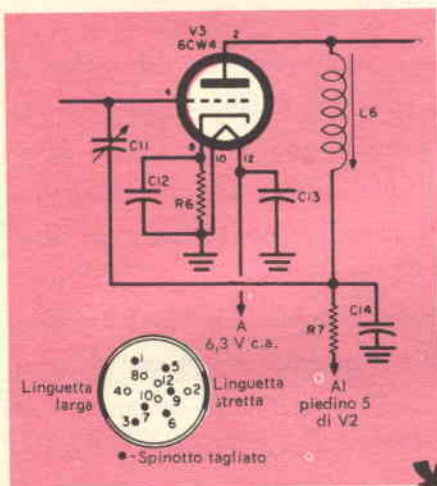 V3
6CW4
2
4
L6
C11
8
10
12
C12
R6
C13
A
6,3 V c.a.
R7
C14
Al
piedino 5
di V2
1
5
8
12
Linguetta
larga
4
2
Linguetta
stretta
10
9
7
3
6
●-Spinotto tagliato